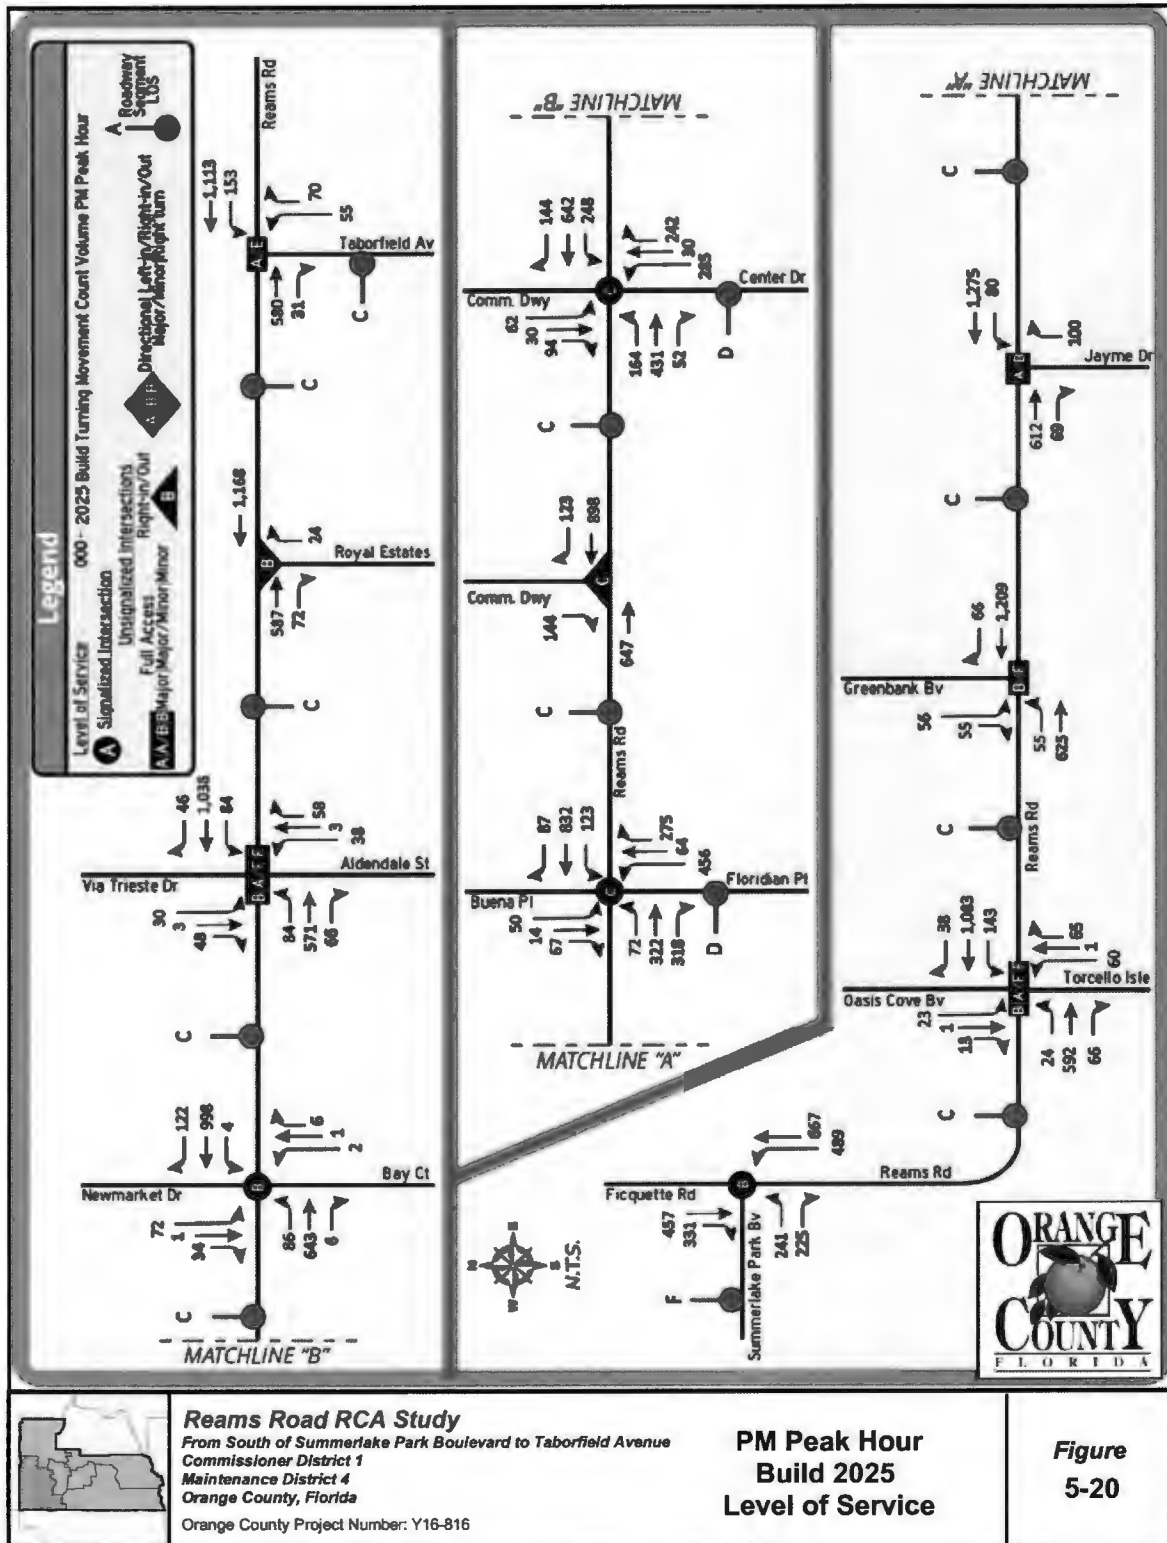 Legend
Level of Service
000 - 2025 Build Turning Movement Count Volume PM Peak Hour
A Signalized Intersection
Unsignalized Intersections
Full Access
AA/BB Major/Major/Minor/Minor
Right-in/Out
B
Directional Left-in/Right-in/Out
Major/Minor/Right turn
A Roadway
Segment
LOS
Reams Rd
1,113
153
70
55
A E
Taborfield Av
580
31
C
C
1,168
24
B
Royal Estates
587
72
C
46
1,038
84
58
3
38
Via Trieste Dr
Aldendale St
30
3
48
84
571
66
C
122
998
4
6
1
2
Newmarket Dr
B
Bay Ct
72
1
94
86
643
6
C
MATCHLINE "B"
MATCHLINE "B"
144
642
248
242
30
285
Comm. Dwy
Center Dr
62
30
94
164
431
52
D
C
123
898
Comm. Dwy
144
647
C
Reams Rd
87
832
123
275
64
456
Buena Pl
Floridian Pl
50
14
67
72
322
318
D
MATCHLINE "A"
MATCHLINE "A"
C
1,275
80
100
Jayme Dr
612
69
C
66
1,209
Greenbank Bv
B F
56
55
55
625
C
Reams Rd
38
1,083
143
65
1
60
Oasis Cove Bv
Torcello Isle
23
1
13
24
592
66
C
667
489
Ficquette Rd
B
Reams Rd
457
331
241
225
F
Summerlake Park Bv
N
E
S
W
N.T.S.
ORANGE
COUNTY
FLORIDA
Reams Road RCA Study
From South of Summerlake Park Boulevard to Taborfield Avenue
Commissioner District 1
Maintenance District 4
Orange County, Florida
Orange County Project Number: Y16-816
PM Peak Hour
Build 2025
Level of Service
Figure
5-20